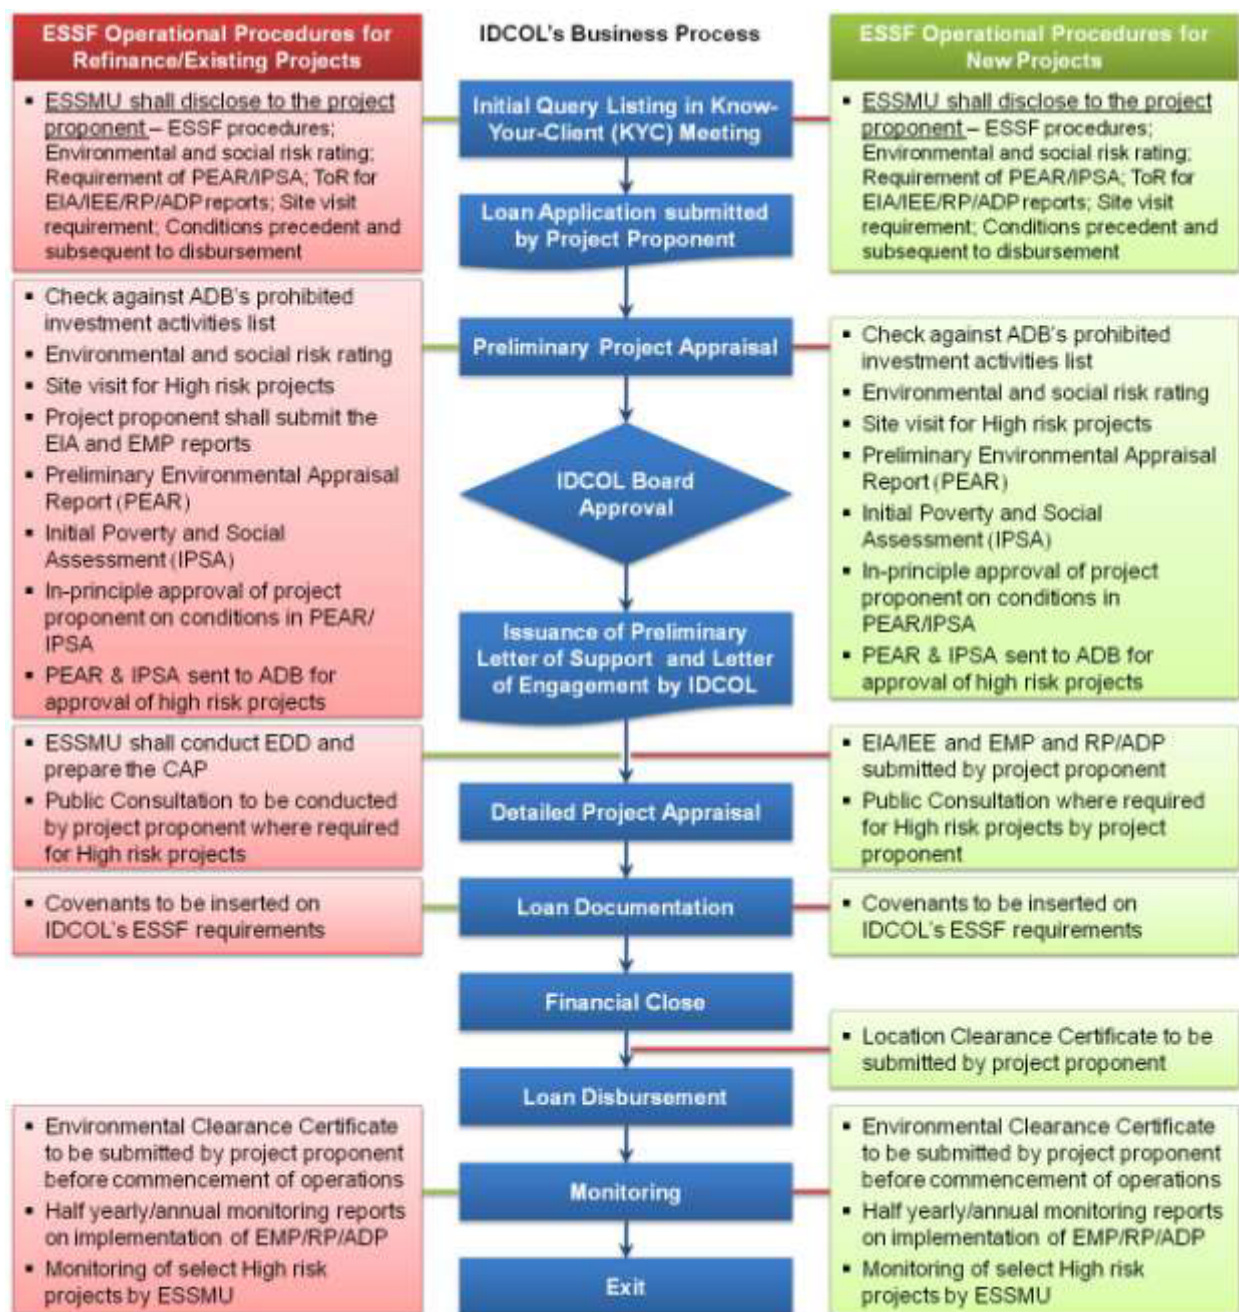 ESSF Operational Procedures for
Refinance/Existing Projects
▪ ESSMU shall disclose to the project
proponent – ESSF procedures;
Environmental and social risk rating;
Requirement of PEAR/IPSA; ToR for
EIA/IEE/RP/ADP reports; Site visit
requirement; Conditions precedent and
subsequent to disbursement
▪ Check against ADB's prohibited
investment activities list
▪ Environmental and social risk rating
▪ Site visit for High risk projects
▪ Project proponent shall submit the
EIA and EMP reports
▪ Preliminary Environmental Appraisal
Report (PEAR)
▪ Initial Poverty and Social
Assessment (IPSA)
▪ In-principle approval of project
proponent on conditions in PEAR/
IPSA
▪ PEAR & IPSA sent to ADB for
approval of high risk projects
▪ ESSMU shall conduct EDD and
prepare the CAP
▪ Public Consultation to be conducted
by project proponent where required
for High risk projects
▪ Covenants to be inserted on
IDCOL's ESSF requirements
▪ Environmental Clearance Certificate
to be submitted by project proponent
before commencement of operations
▪ Half yearly/annual monitoring reports
on implementation of EMP/RP/ADP
▪ Monitoring of select High risk
projects by ESSMU
IDCOL's Business Process
Initial Query Listing in Know-
Your-Client (KYC) Meeting
Loan Application submitted
by Project Proponent
Preliminary Project Appraisal
IDCOL Board
Approval
Issuance of Preliminary
Letter of Support and Letter
of Engagement by IDCOL
Detailed Project Appraisal
Loan Documentation
Financial Close
Loan Disbursement
Monitoring
Exit
ESSF Operational Procedures for
New Projects
▪ ESSMU shall disclose to the project
proponent – ESSF procedures;
Environmental and social risk rating;
Requirement of PEAR/IPSA; ToR for
EIA/IEE/RP/ADP reports; Site visit
requirement; Conditions precedent and
subsequent to disbursement
▪ Check against ADB's prohibited
investment activities list
▪ Environmental and social risk rating
▪ Site visit for High risk projects
▪ Preliminary Environmental Appraisal
Report (PEAR)
▪ Initial Poverty and Social
Assessment (IPSA)
▪ In-principle approval of project
proponent on conditions in
PEAR/IPSA
▪ PEAR & IPSA sent to ADB for
approval of high risk projects
▪ EIA/IEE and EMP and RP/ADP
submitted by project proponent
▪ Public Consultation where required
for High risk projects by project
proponent
▪ Covenants to be inserted on
IDCOL's ESSF requirements
▪ Location Clearance Certificate to be
submitted by project proponent
▪ Environmental Clearance Certificate
to be submitted by project proponent
before commencement of operations
▪ Half yearly/annual monitoring reports
on implementation of EMP/RP/ADP
▪ Monitoring of select High risk
projects by ESSMU